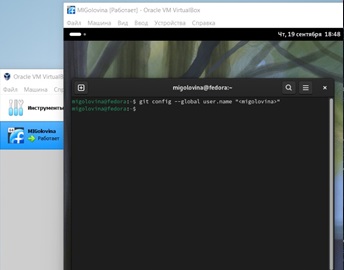 MIGolovina [Работает] - Oracle VM VirtualBox
Файл Машина Вид Ввод Устройства Справка
Чт, 19 сентября 18:48
Oracle VM VirtualBox
Файл Машина
Инструменты
MIGolovina
Работает
migolovina@fedora:~
migolovina@fedora:~$ git config --global user.name "<migolovina>"
migolovina@fedora:~$